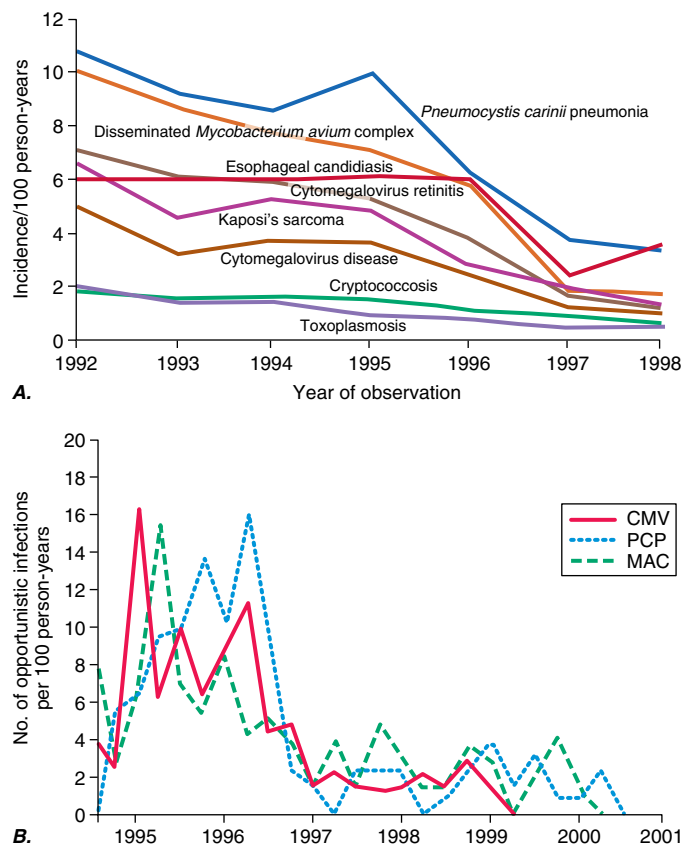 12
10
8
6
4
2
0
Incidence/100 person-years
Pneumocystis carinii pneumonia
Disseminated Mycobacterium avium complex
Esophageal candidiasis
Cytomegalovirus retinitis
Kaposi's sarcoma
Cytomegalovirus disease
Cryptococcosis
Toxoplasmosis
1992 1993 1994 1995 1996 1997 1998
A. Year of observation
20
18
16
14
12
10
8
6
4
2
0
No. of opportunistic infections
per 100 person-years
CMV
PCP
MAC
1995 1996 1997 1998 1999 2000 2001
B.